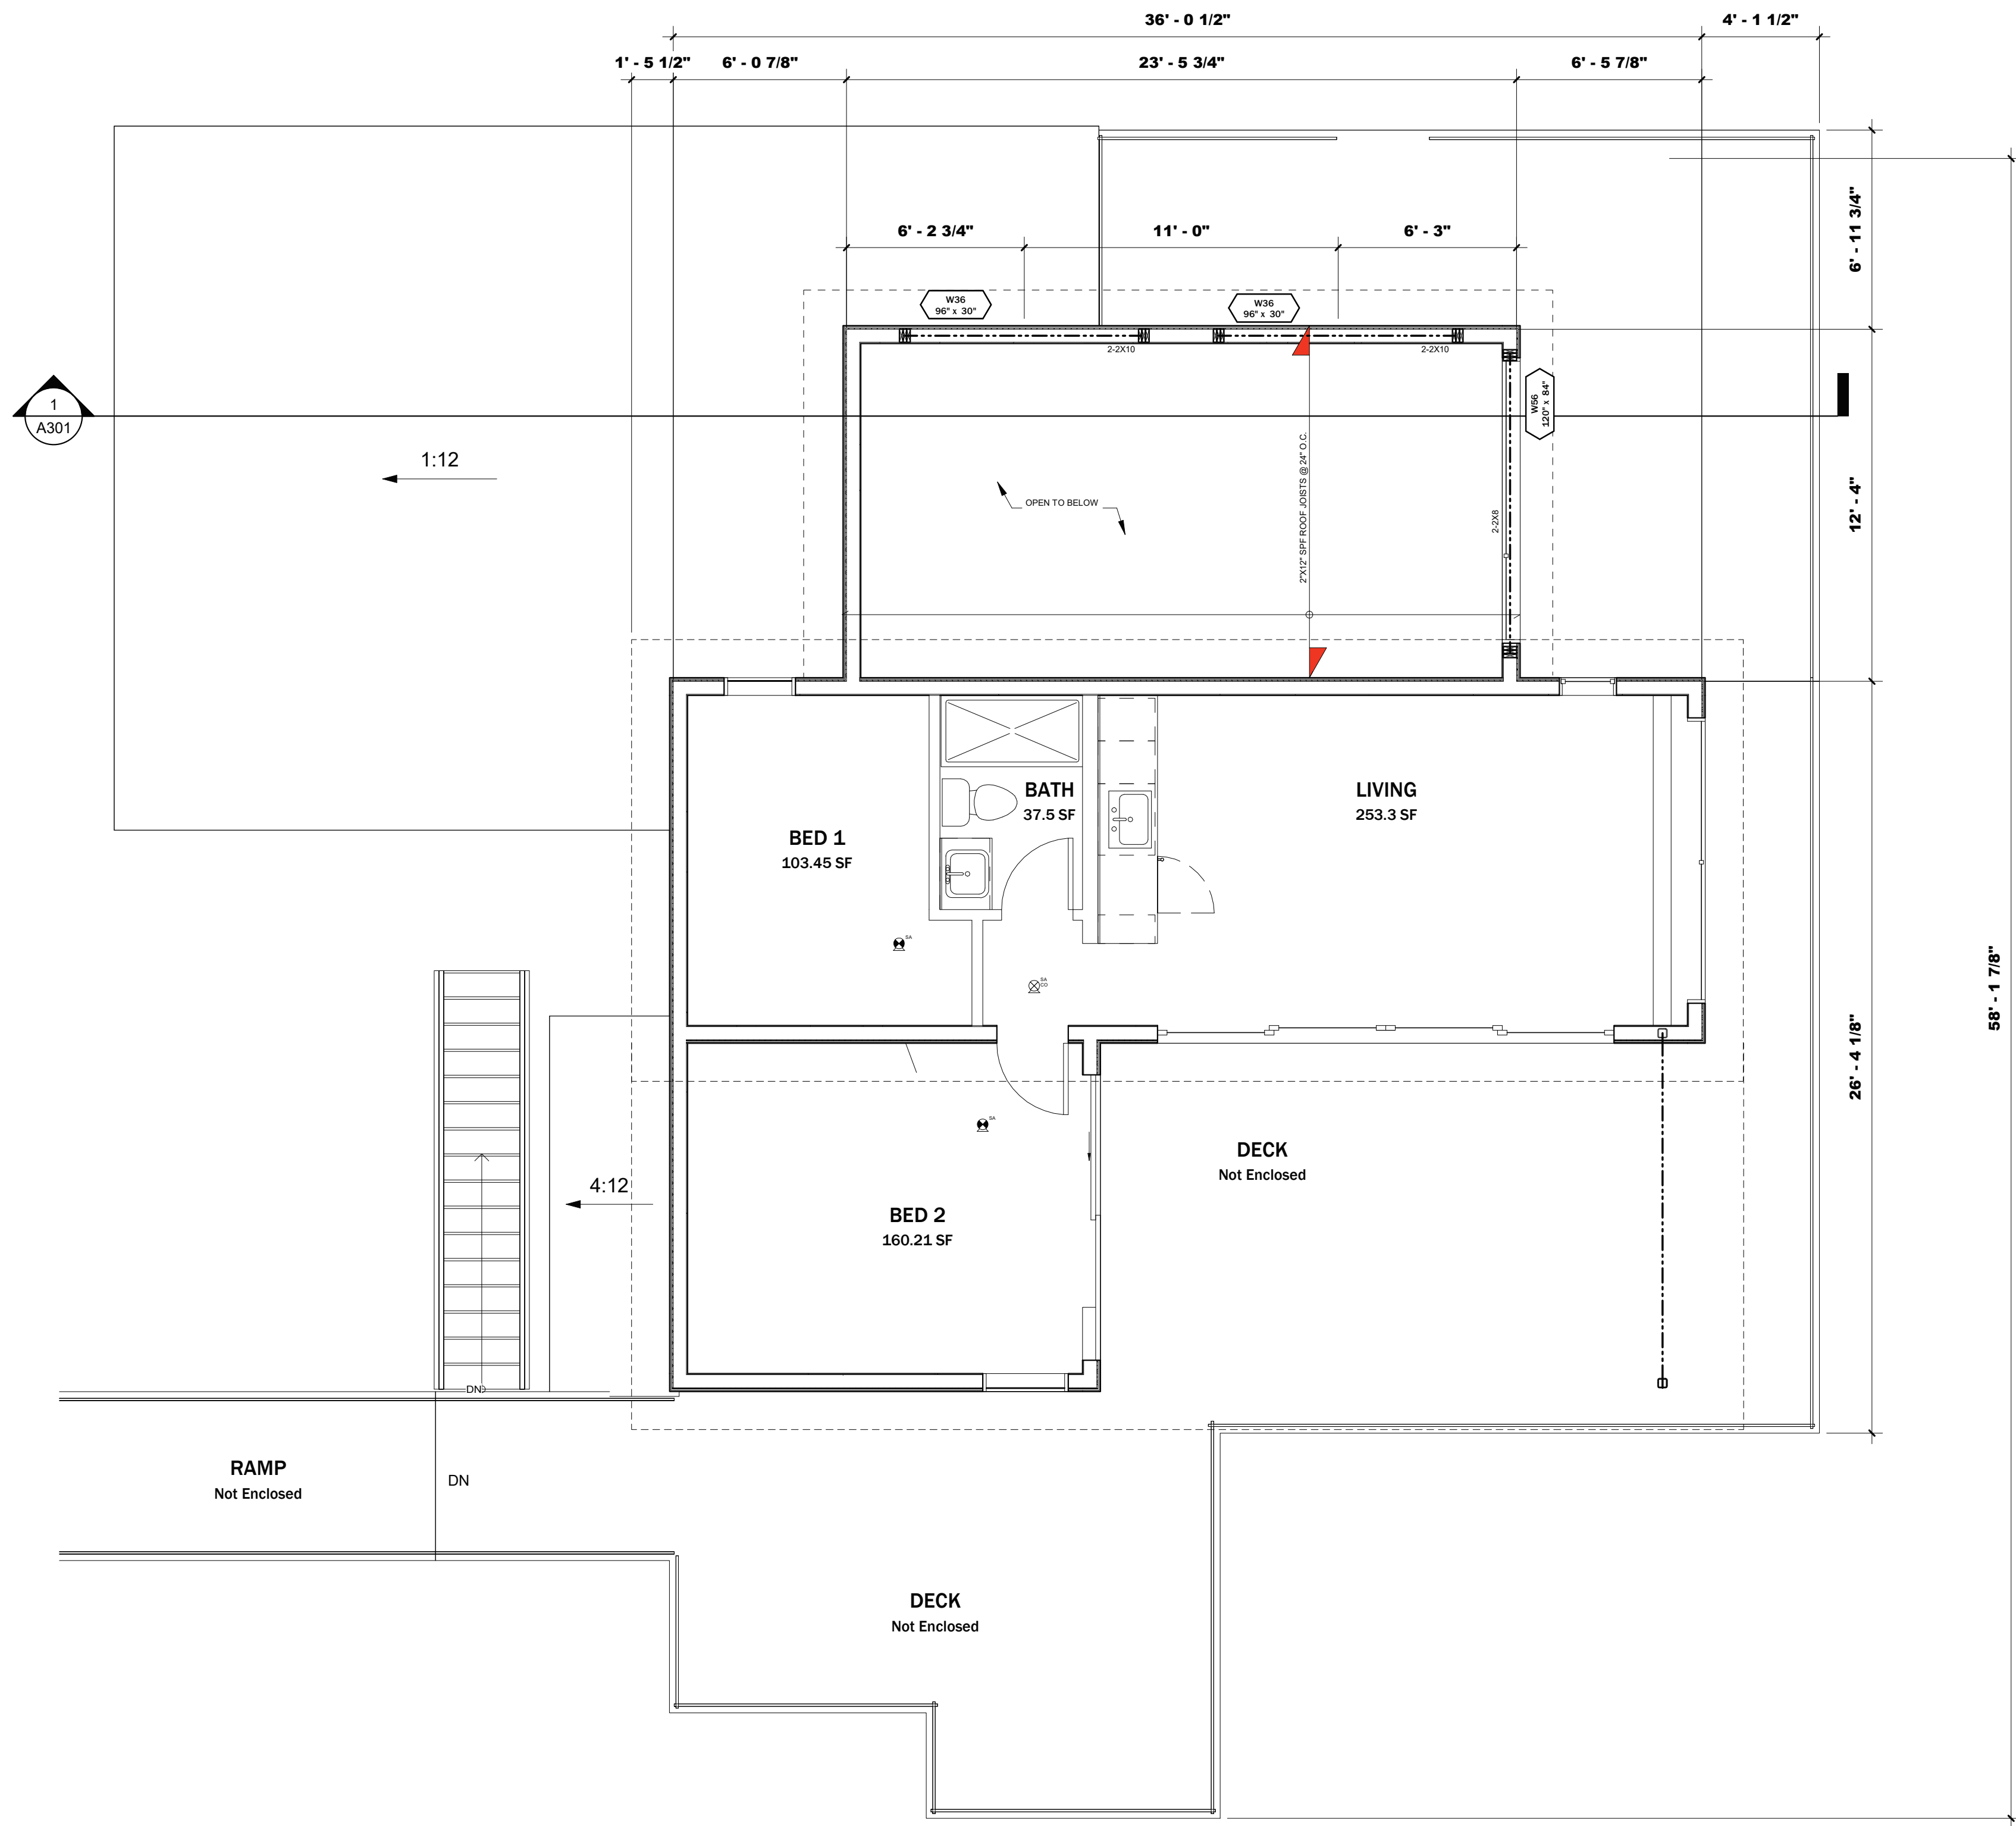 36' - 0 1/2"
4' - 1 1/2"
1' - 5 1/2"
6' - 0 7/8"
23' - 5 3/4"
6' - 5 7/8"
6' - 11 3/4"
6' - 2 3/4"
11' - 0"
6' - 3"
W36
96" x 30"
W36
96" x 30"
2-2X10
2-2X10
W56
120" x 84"
1
A301
1:12
2"X12" SPF ROOF JOISTS @ 24" O.C.
OPEN TO BELOW
2-2X8
12' - 4"
BATH
37.5 SF
LIVING
253.3 SF
BED 1
103.45 SF
SA
SA
CO
58' - 1 7/8"
26' - 4 1/8"
SA
DECK
Not Enclosed
4:12
BED 2
160.21 SF
DN
RAMP
Not Enclosed
DN
DECK
Not Enclosed